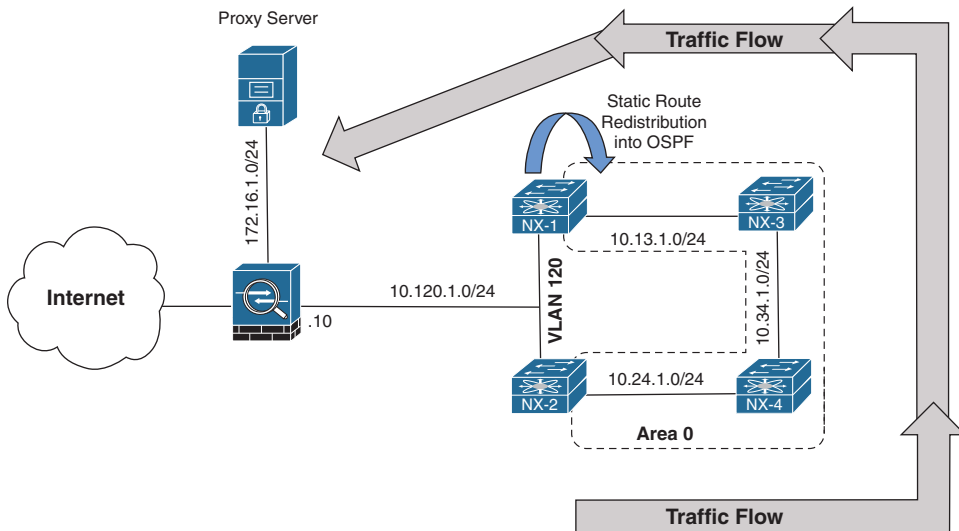 Proxy Server
Traffic Flow
Static Route
Redistribution
into OSPF
172.16.1.0/24
NX-1
NX-3
10.13.1.0/24
Internet
10.120.1.0/24
VLAN 120
10.34.1.0/24
.10
10.24.1.0/24
NX-2
NX-4
Area 0
Traffic Flow